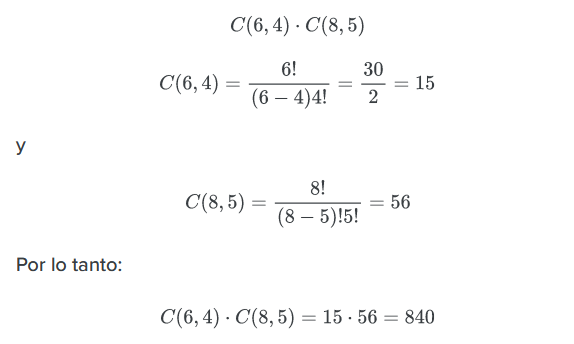 C(6, 4) · C(8, 5)
C(6, 4) = 6! / (6 − 4)4! = 30 / 2 = 15
y
C(8, 5) = 8! / (8 − 5)!5! = 56
Por lo tanto:
C(6, 4) · C(8, 5) = 15 · 56 = 840